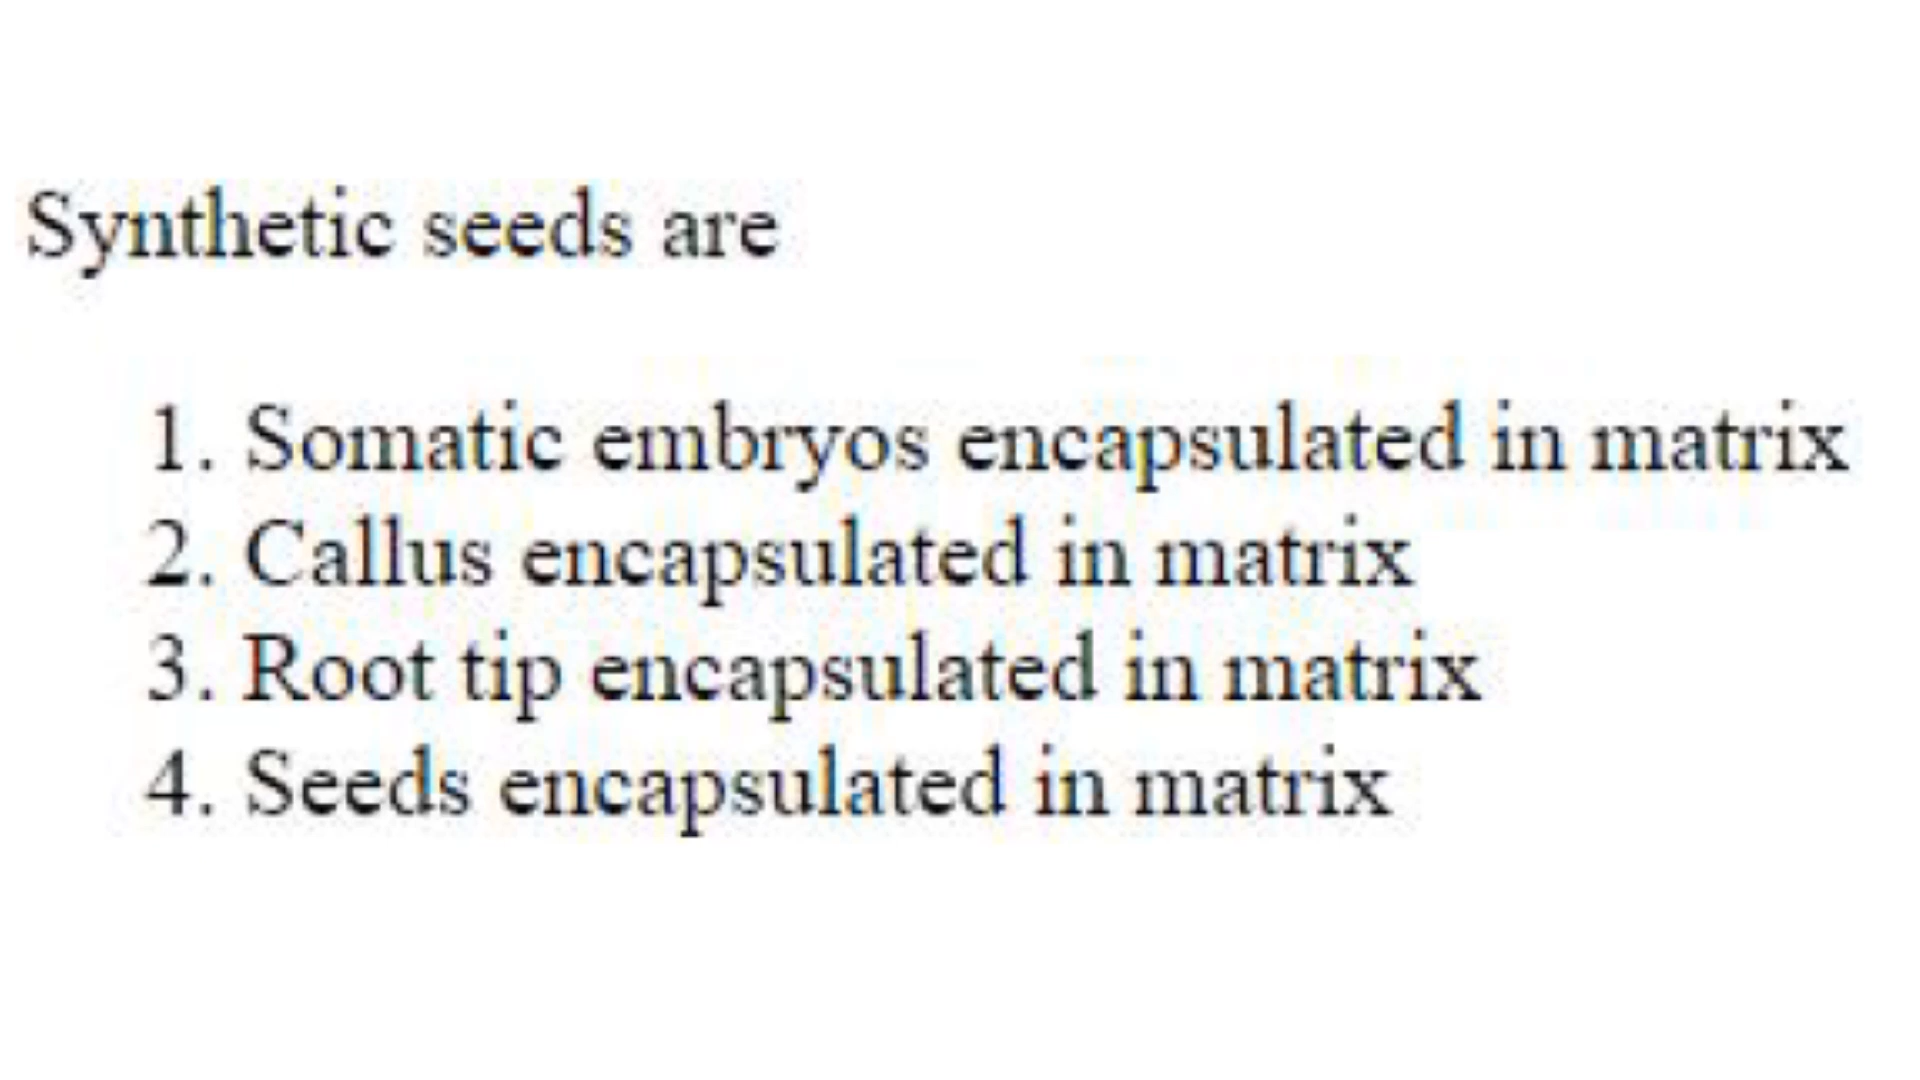 Synthetic seeds are
1. Somatic embryos encapsulated in matrix
2. Callus encapsulated in matrix
3. Root tip encapsulated in matrix
4. Seeds encapsulated in matrix